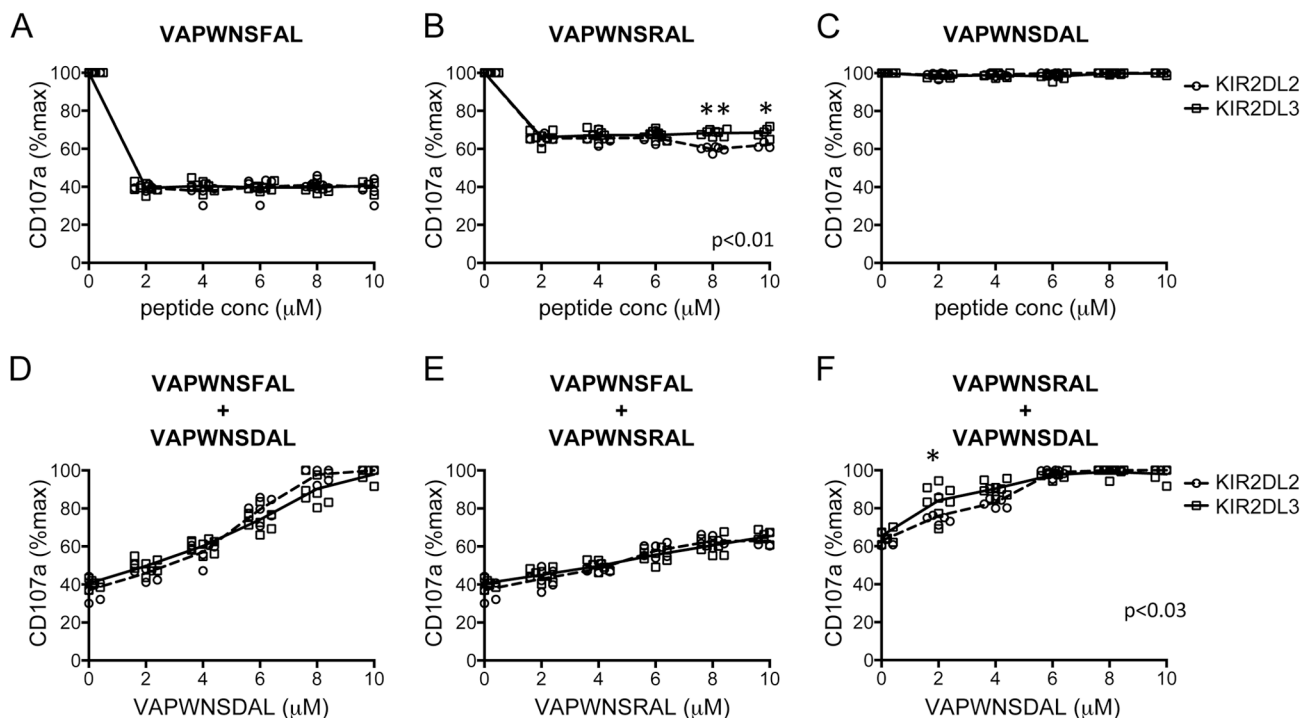 A
VAPWNSFAL
CD107a (%max)
100
80
60
40
20
0
0 2 4 6 8 10
peptide conc (μM)
B
VAPWNSRAL
CD107a (%max)
100
80
60
40
20
0
** *
p<0.01
0 2 4 6 8 10
peptide conc (μM)
C
VAPWNSDAL
CD107a (%max)
100
80
60
40
20
0
0 2 4 6 8 10
peptide conc (μM)
KIR2DL2
KIR2DL3
D
VAPWNSFAL
+
VAPWNSDAL
CD107a (%max)
100
80
60
40
20
0
0 2 4 6 8 10
VAPWNSDAL (μM)
E
VAPWNSFAL
+
VAPWNSRAL
CD107a (%max)
100
80
60
40
20
0
0 2 4 6 8 10
VAPWNSRAL (μM)
F
VAPWNSRAL
+
VAPWNSDAL
*
CD107a (%max)
100
80
60
40
20
0
p<0.03
0 2 4 6 8 10
VAPWNSDAL (μM)
KIR2DL2
KIR2DL3